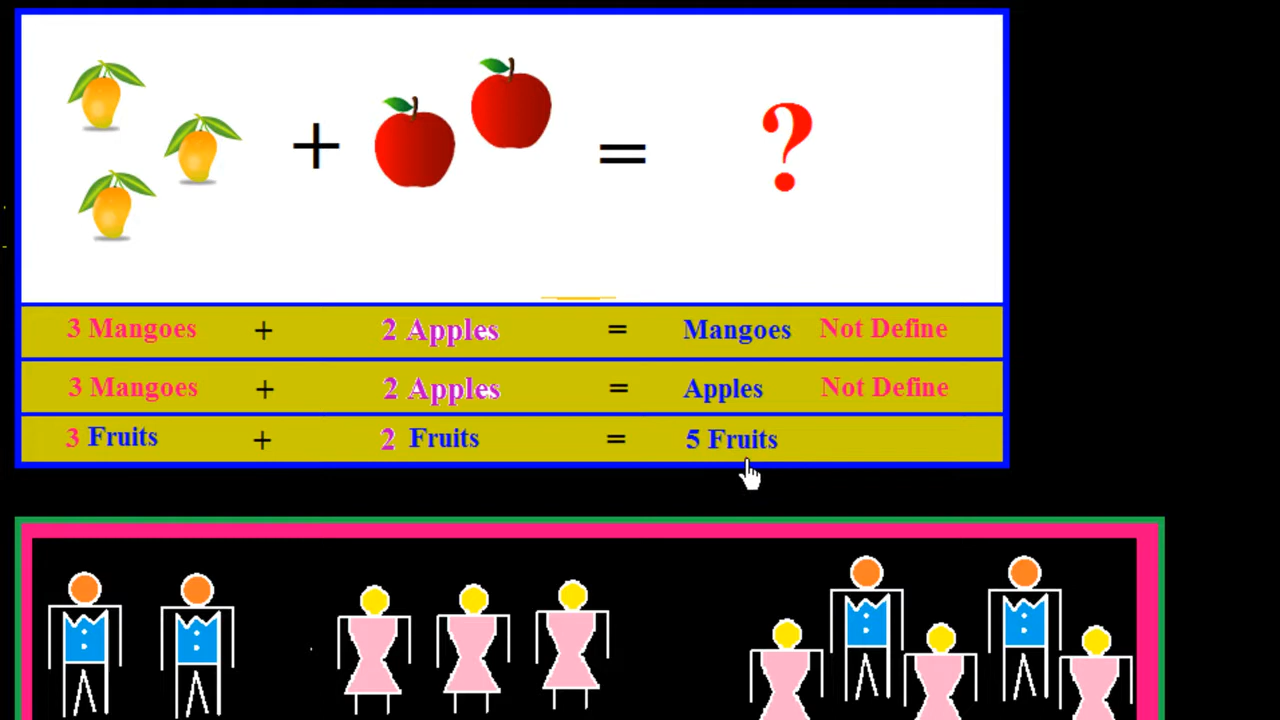 + = ?
3 Mangoes + 2 Apples = Mangoes Not Define
3 Mangoes + 2 Apples = Apples Not Define
3 Fruits + 2 Fruits = 5 Fruits